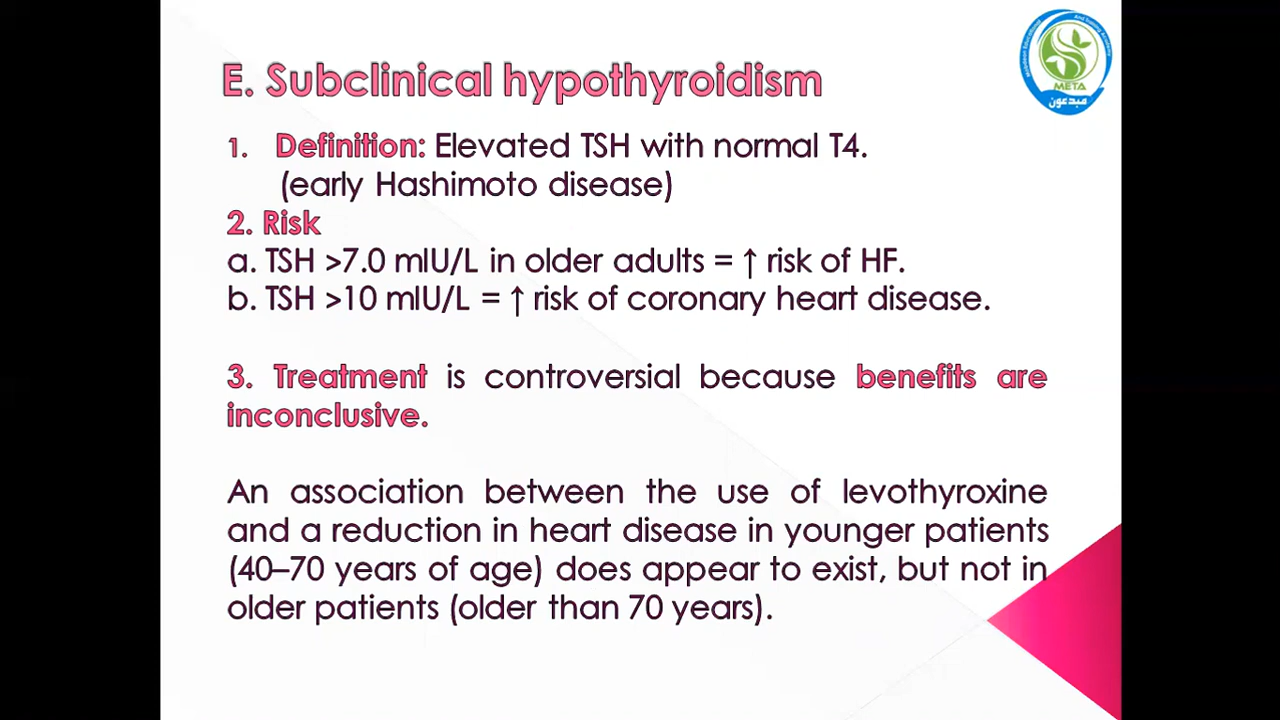 E. Subclinical hypothyroidism
1. Definition: Elevated TSH with normal T4.
(early Hashimoto disease)
2. Risk
a. TSH >7.0 mIU/L in older adults = ↑ risk of HF.
b. TSH >10 mIU/L = ↑ risk of coronary heart disease.
3. Treatment is controversial because benefits are
inconclusive.
An association between the use of levothyroxine
and a reduction in heart disease in younger patients
(40–70 years of age) does appear to exist, but not in
older patients (older than 70 years).
META
مبدعون